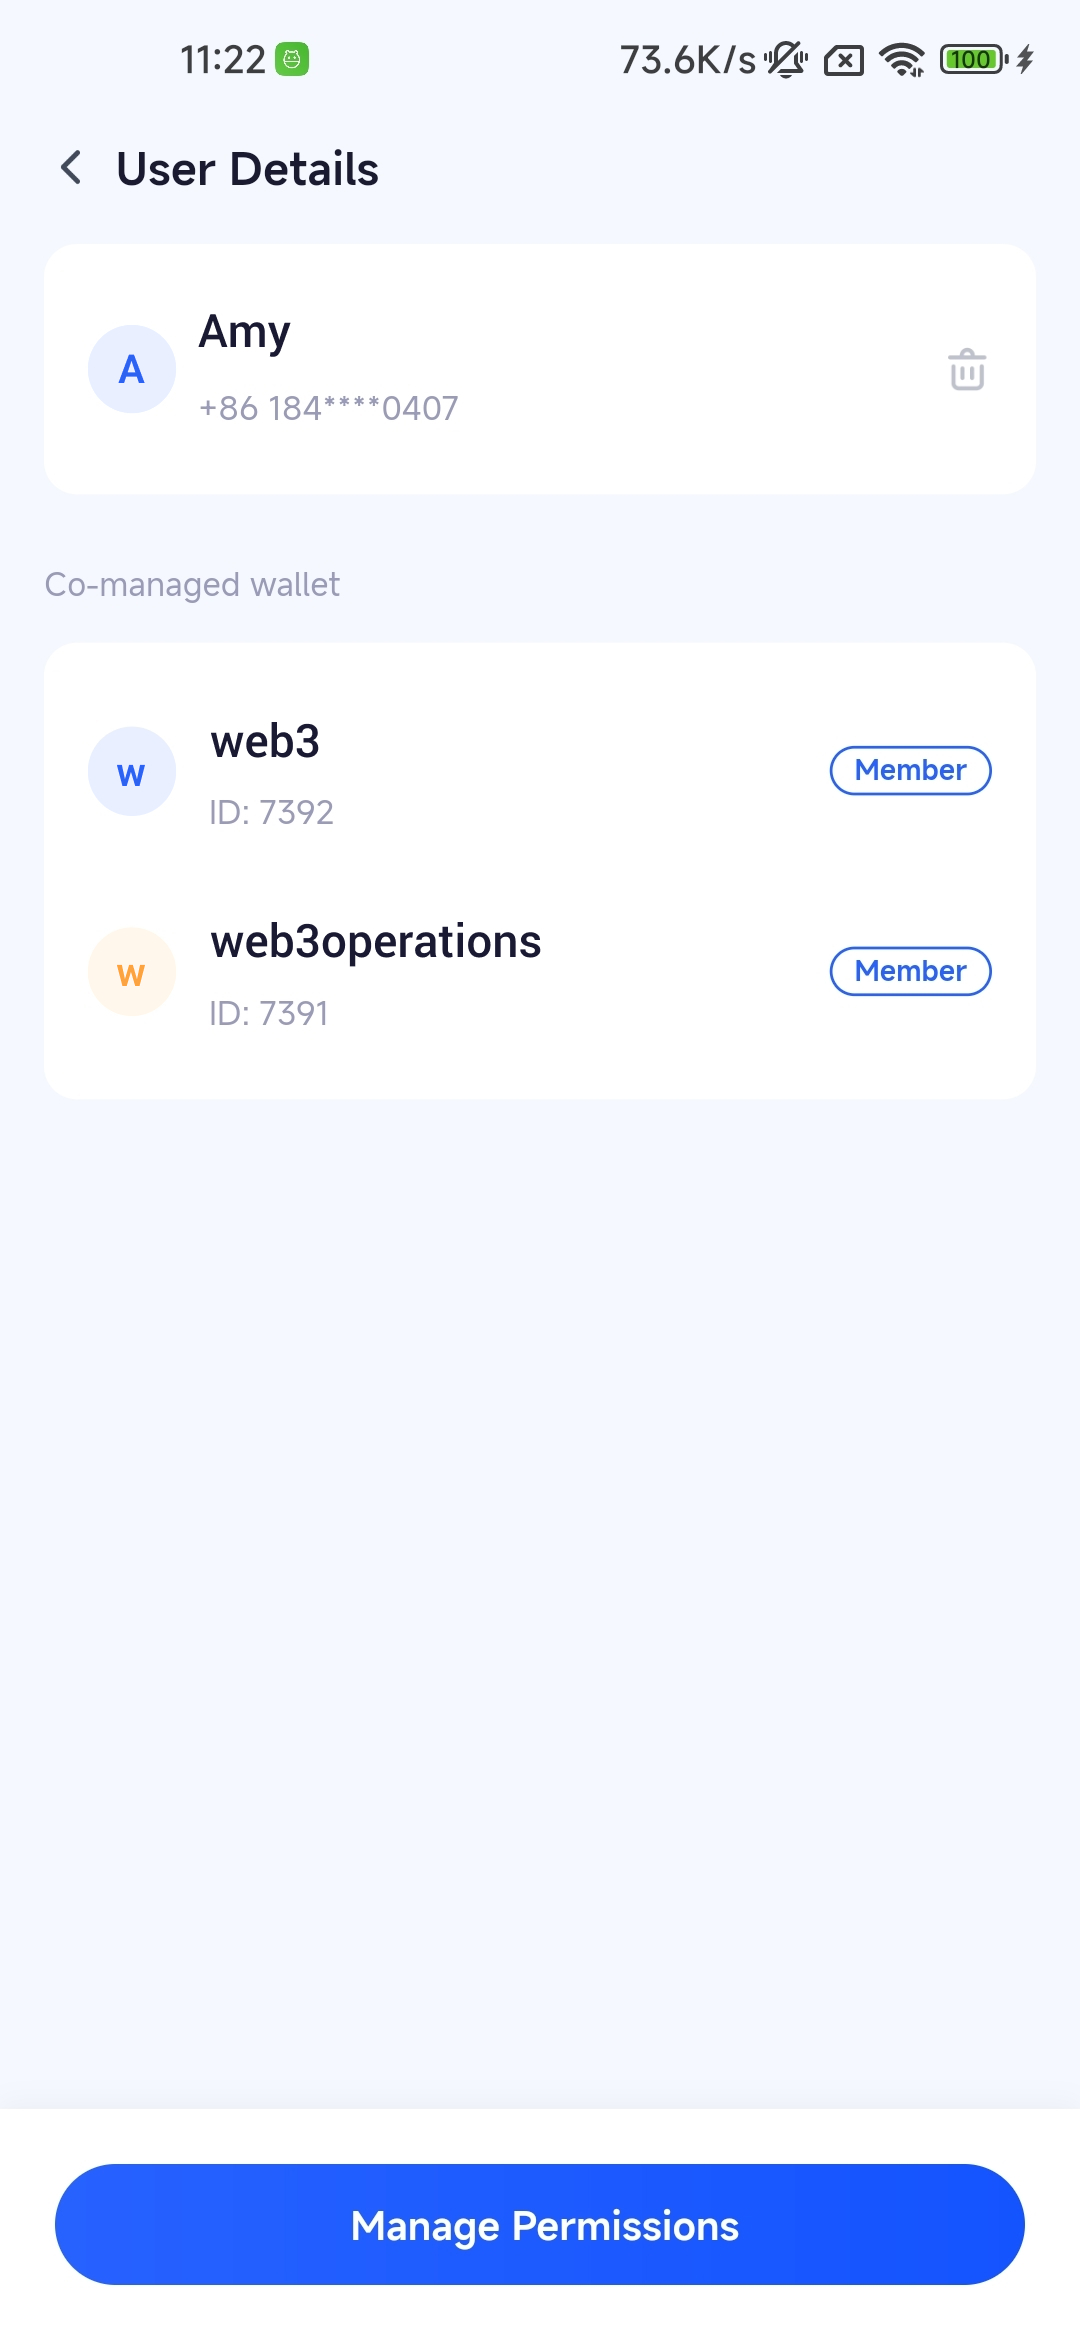 11:22
73.6K/s
100
User Details
A
Amy
+86 184****0407
Co-managed wallet
w
web3
ID: 7392
Member
w
web3operations
ID: 7391
Member
Manage Permissions